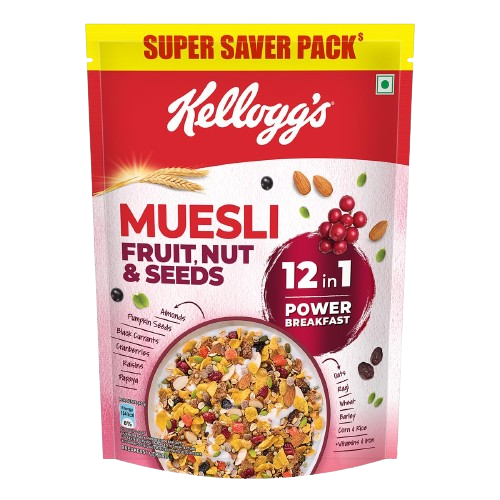 SUPER SAVER PACK$
Kellogg's
MUESLI
FRUIT, NUT
& SEEDS
12 in 1
POWER
BREAKFAST
Almonds
Pumpkin Seeds
Black Currants
Cranberries
Raisins
Papaya
Oats
Ragi
Wheat
Barley
Corn & Rice
+Vitamins & Iron